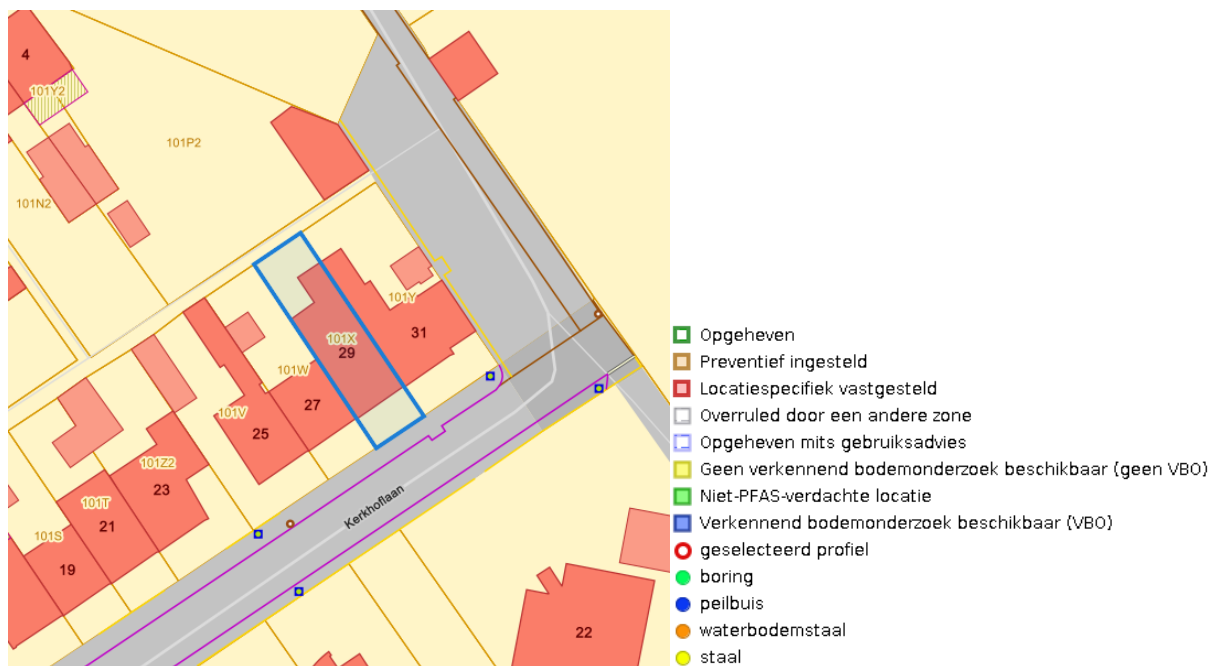 4
101Y2
101P2
101N2
101Y
31
101X
29
101W
27
101V
25
101Z2
23
101T
21
101S
19
Kerkhoflaan
22
Opgeheven
Preventief ingesteld
Locatiespecifiek vastgesteld
Overruled door een andere zone
Opgeheven mits gebruiksadvies
Geen verkennend bodemonderzoek beschikbaar (geen VBO)
Niet-PFAS-verdachte locatie
Verkennend bodemonderzoek beschikbaar (VBO)
geselecteerd profiel
boring
peilbuis
waterbodemstaal
staal